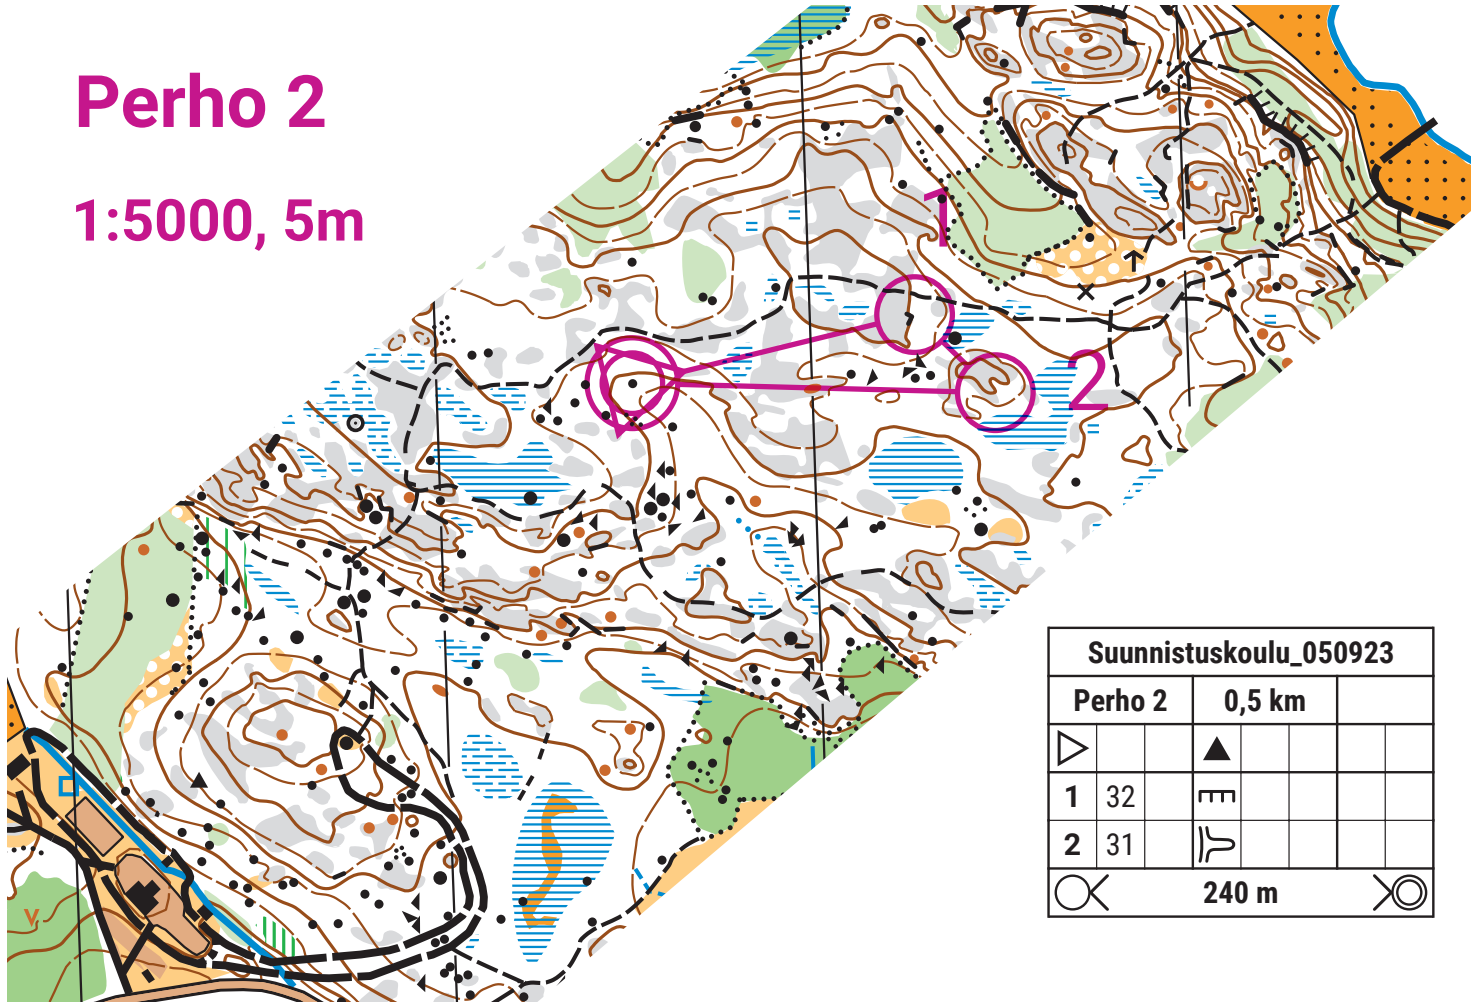 Perho 2
1:5000, 5m
1
2
Suunnistuskoulu_050923
Perho 2 0,5 km
1 32
2 31
240 m